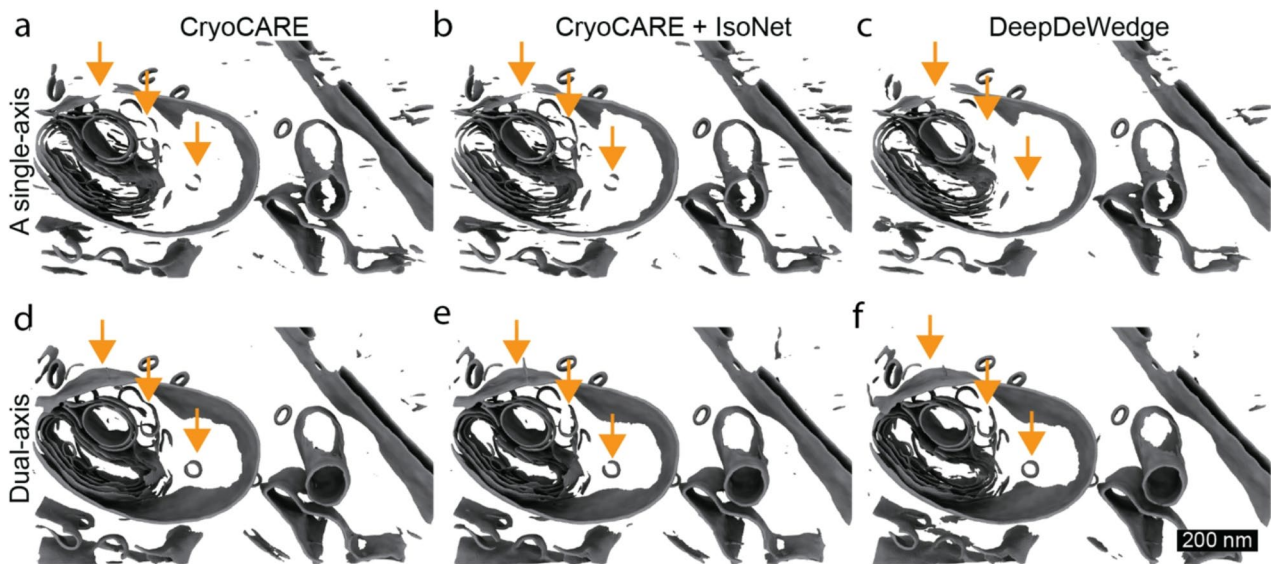 a CryoCARE
b CryoCARE + IsoNet
c DeepDeWedge
A single-axis
d
e
f
Dual-axis
200 nm